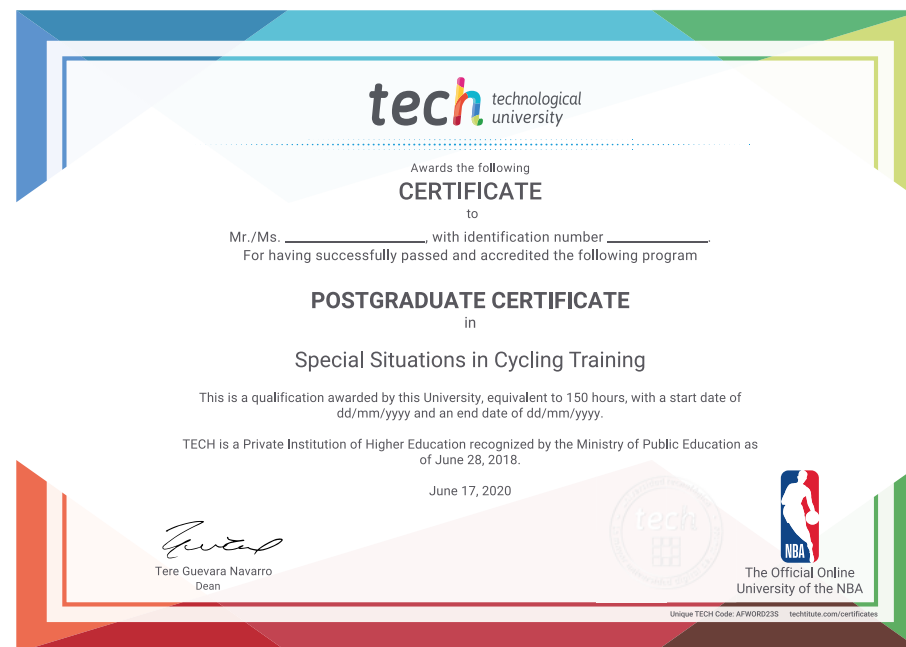 tech technological
university
Awards the following
CERTIFICATE
to
Mr./Ms. ____________, with identification number ____________.
For having successfully passed and accredited the following program
POSTGRADUATE CERTIFICATE
in
Special Situations in Cycling Training
This is a qualification awarded by this University, equivalent to 150 hours, with a start date of
dd/mm/yyyy and an end date of dd/mm/yyyy.
TECH is a Private Institution of Higher Education recognized by the Ministry of Public Education as
of June 28, 2018.
June 17, 2020
tech
NBA
Tere Guevara Navarro
Dean
The Official Online
University of the NBA
Unique TECH Code: AFWORD23S techtitute.com/certificates